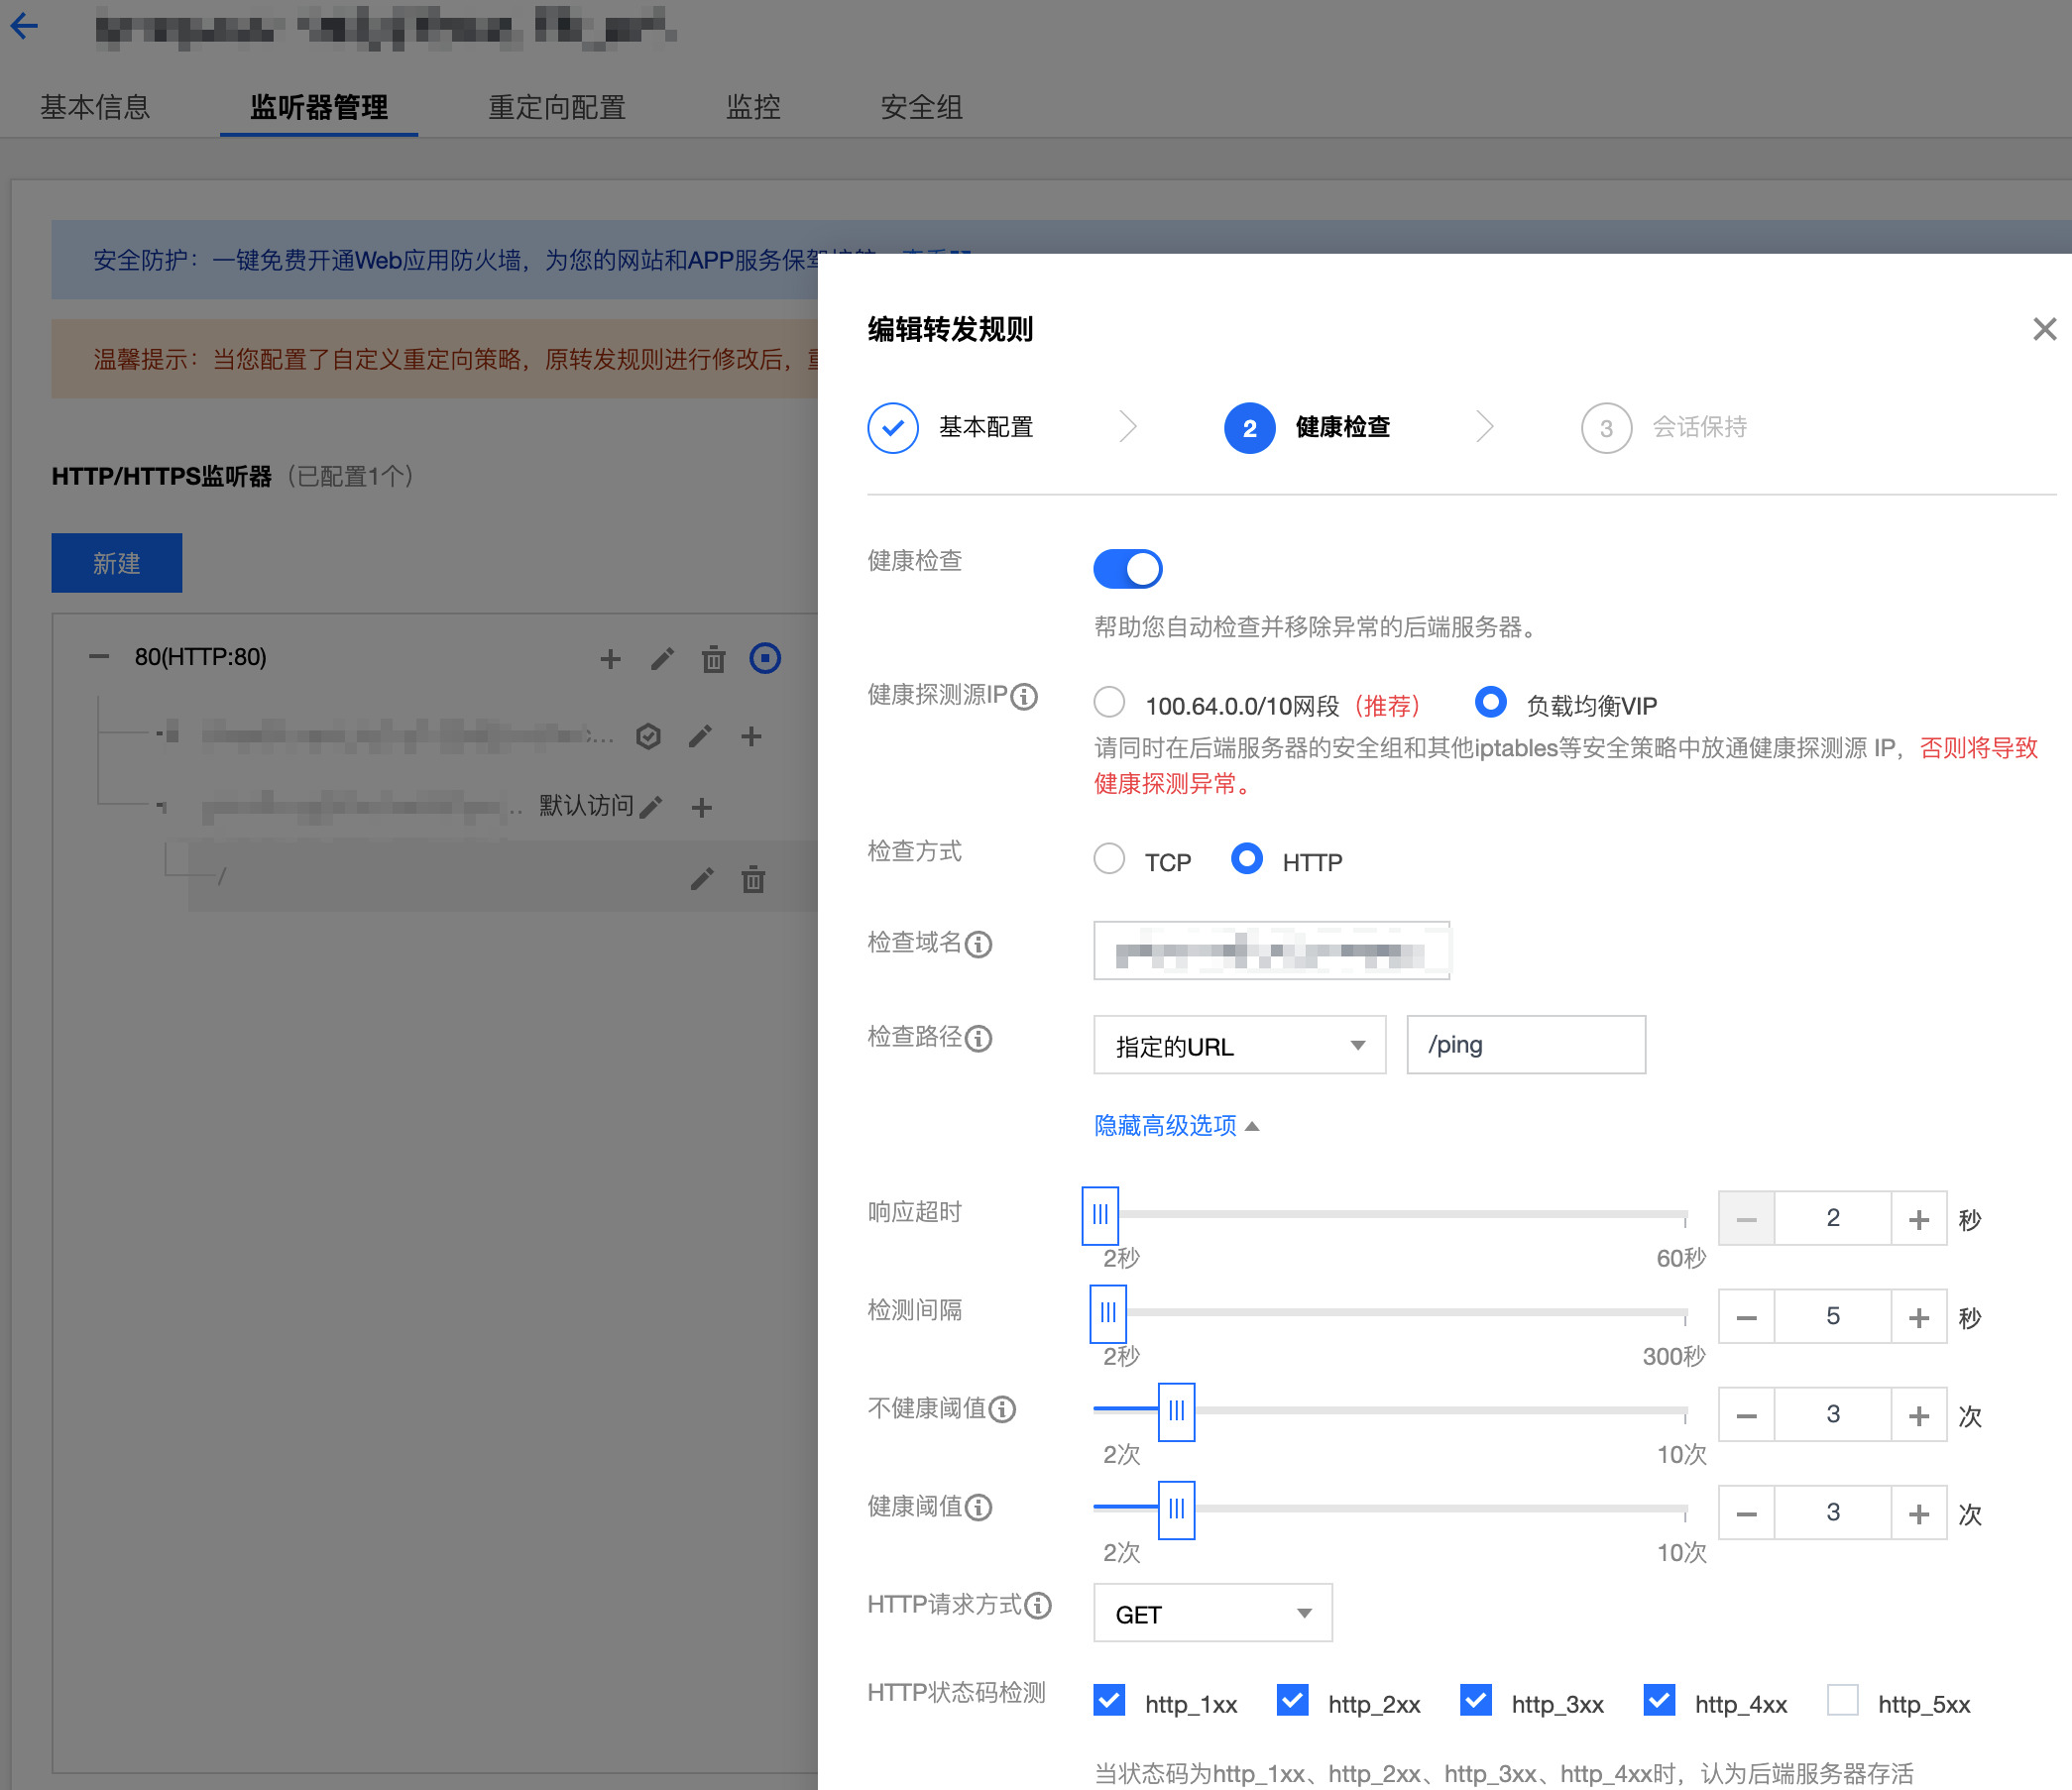 基本信息 监听器管理 重定向配置 监控 安全组
安全防护：一键免费开通Web应用防火墙，为您的网站和APP服务保驾
温馨提示：当您配置了自定义重定向策略，原转发规则进行修改后，
HTTP/HTTPS监听器（已配置1个）
新建
80(HTTP:80)
...
.. 默认访问
/
编辑转发规则
基本配置 2 健康检查 3 会话保持
健康检查
帮助您自动检查并移除异常的后端服务器。
健康探测源IP 100.64.0.0/10网段（推荐） 负载均衡VIP
请同时在后端服务器的安全组和其他iptables等安全策略中放通健康探测源 IP，否则将导致
健康探测异常。
检查方式 TCP HTTP
检查域名
检查路径 指定的URL /ping
隐藏高级选项
响应超时 2 秒
2秒 60秒
检测间隔 5 秒
2秒 300秒
不健康阈值 3 次
2次 10次
健康阈值 3 次
2次 10次
HTTP请求方式 GET
HTTP状态码检测 http_1xx http_2xx http_3xx http_4xx http_5xx
当状态码为http_1xx、http_2xx、http_3xx、http_4xx时，认为后端服务器存活